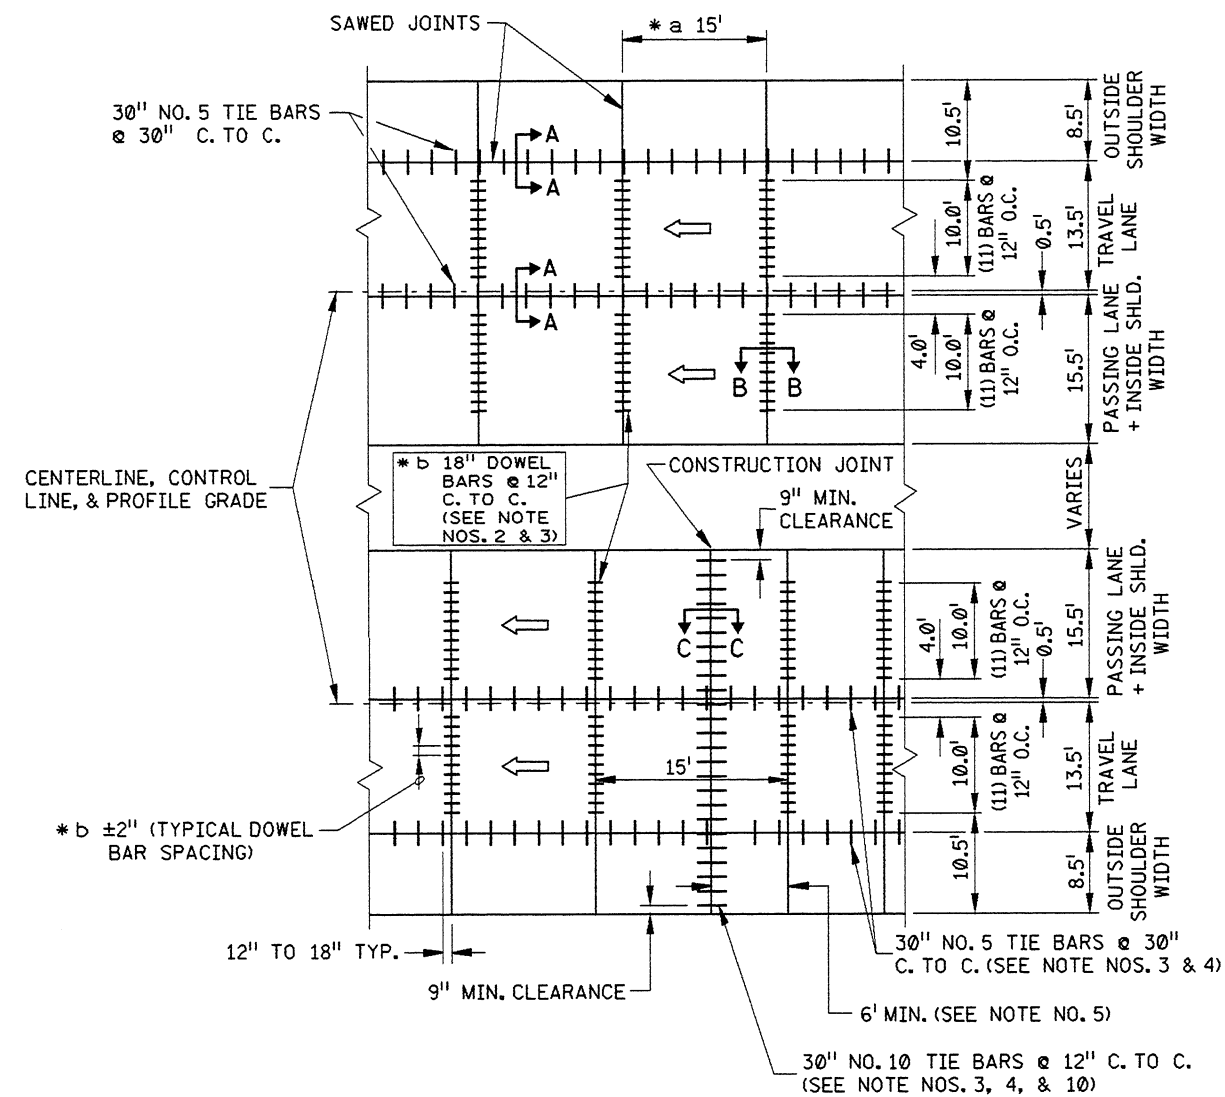 SAWED JOINTS
* a 15'
30" NO. 5 TIE BARS
@ 30" C. TO C.
A
A
A
A
B B
10.5'
8.5'
OUTSIDE
SHOULDER
WIDTH
10.0'
(11) BARS @
12" O.C.
0.5'
13.5'
TRAVEL
LANE
4.0'
10.0'
(11) BARS @
12" O.C.
15.5'
PASSING LANE
+ INSIDE SHLD.
WIDTH
CENTERLINE, CONTROL
LINE, & PROFILE GRADE
* b 18" DOWEL
BARS @ 12"
C. TO C.
(SEE NOTE
NOS. 2 & 3)
CONSTRUCTION JOINT
9" MIN.
CLEARANCE
VARIES
C C
4.0'
10.0'
(11) BARS @
12" O.C.
0.5'
15.5'
PASSING LANE
+ INSIDE SHLD.
WIDTH
15'
10.0'
(11) BARS @
12" O.C.
13.5'
TRAVEL
LANE
* b ±2" (TYPICAL DOWEL
BAR SPACING)
10.5'
8.5'
OUTSIDE
SHOULDER
WIDTH
12" TO 18" TYP.
9" MIN. CLEARANCE
30" NO. 5 TIE BARS @ 30"
C. TO C. (SEE NOTE NOS. 3 & 4)
6' MIN. (SEE NOTE NO. 5)
30" NO. 10 TIE BARS @ 12" C. TO C.
(SEE NOTE NOS. 3, 4, & 10)